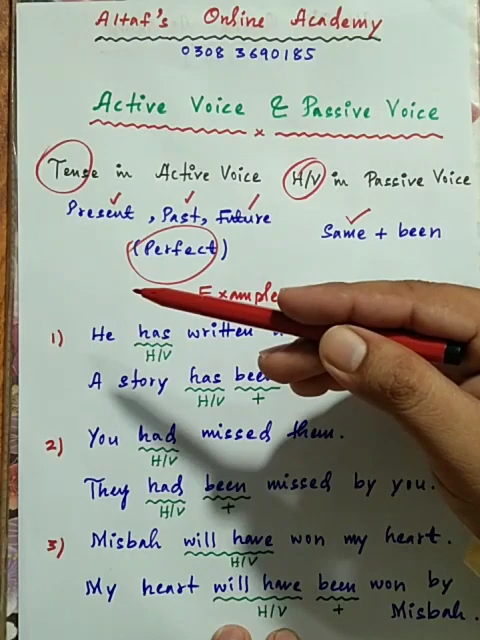 Altaf's Online Academy
0308 3690185
Active Voice & Passive Voice
x
Tense in Active Voice H/V in Passive Voice
Present, Past, Future
Same + been
(Perfect)
Example
1) He has written
H/V
A story has been
H/V +
2) You had missed them.
H/V
They had been missed by you.
H/V +
3) Misbah will have won my heart.
H/V
My heart will have been won by
H/V + Misbah.